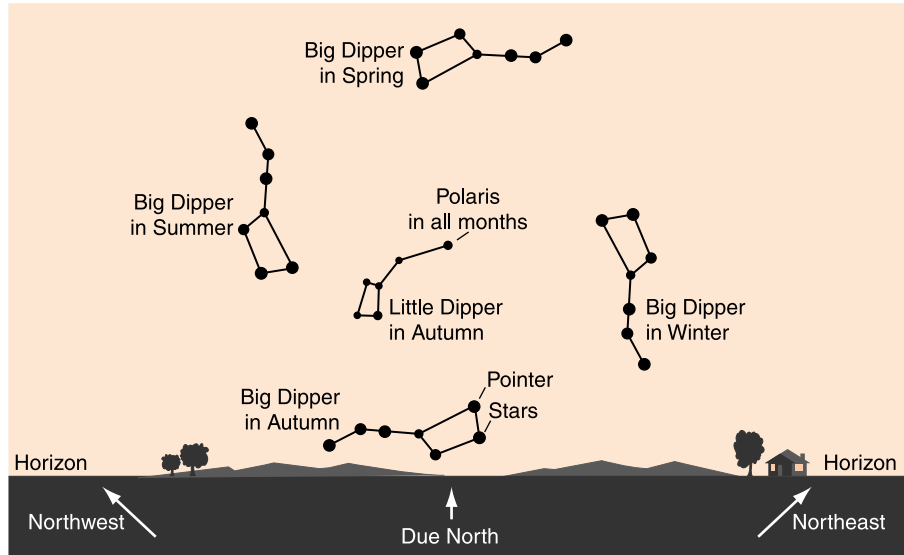 Big Dipper
in Spring
Big Dipper
in Summer
Polaris
in all months
Little Dipper
in Autumn
Big Dipper
in Winter
Big Dipper
in Autumn
Pointer
Stars
Horizon
Horizon
Northwest
Due North
Northeast